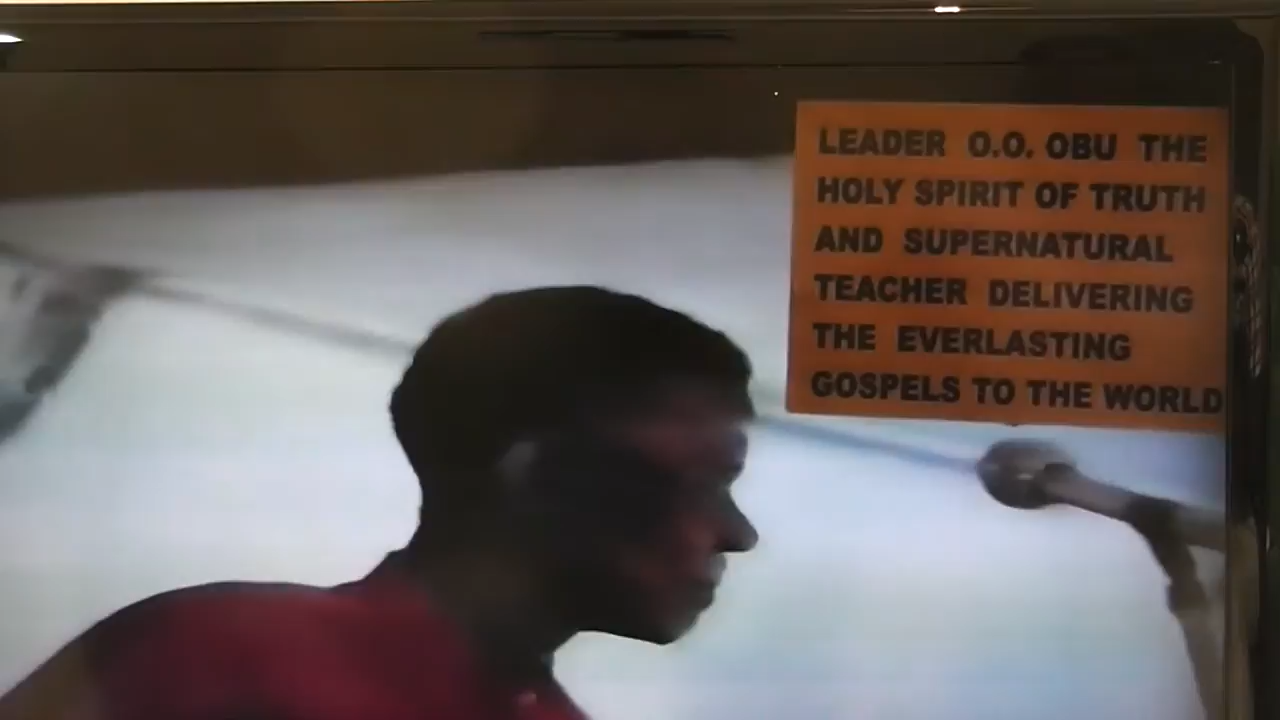 LEADER O.O. OBU THE
HOLY SPIRIT OF TRUTH
AND SUPERNATURAL
TEACHER DELIVERING
THE EVERLASTING
GOSPELS TO THE WORLD